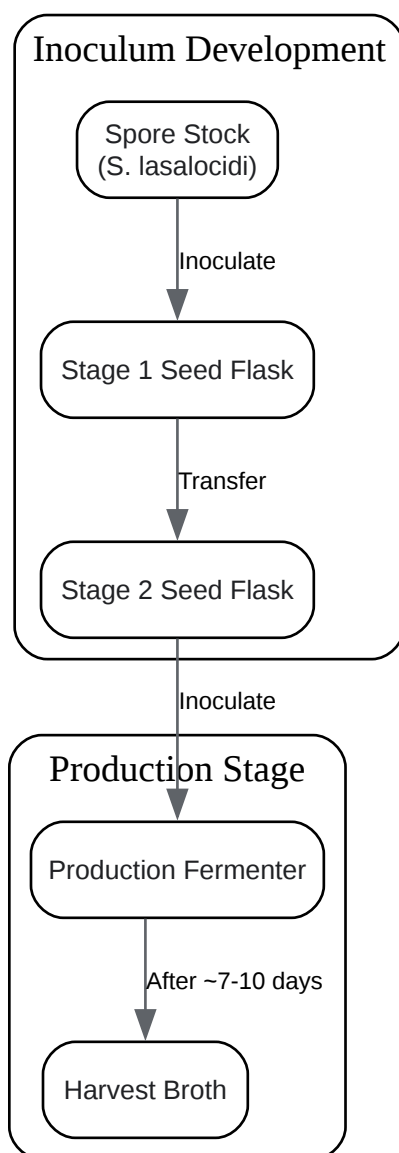 Inoculum Development
Spore Stock
(S. lasalocidi)
Inoculate
Stage 1 Seed Flask
Transfer
Stage 2 Seed Flask
Inoculate
Production Stage
Production Fermenter
After ~7-10 days
Harvest Broth